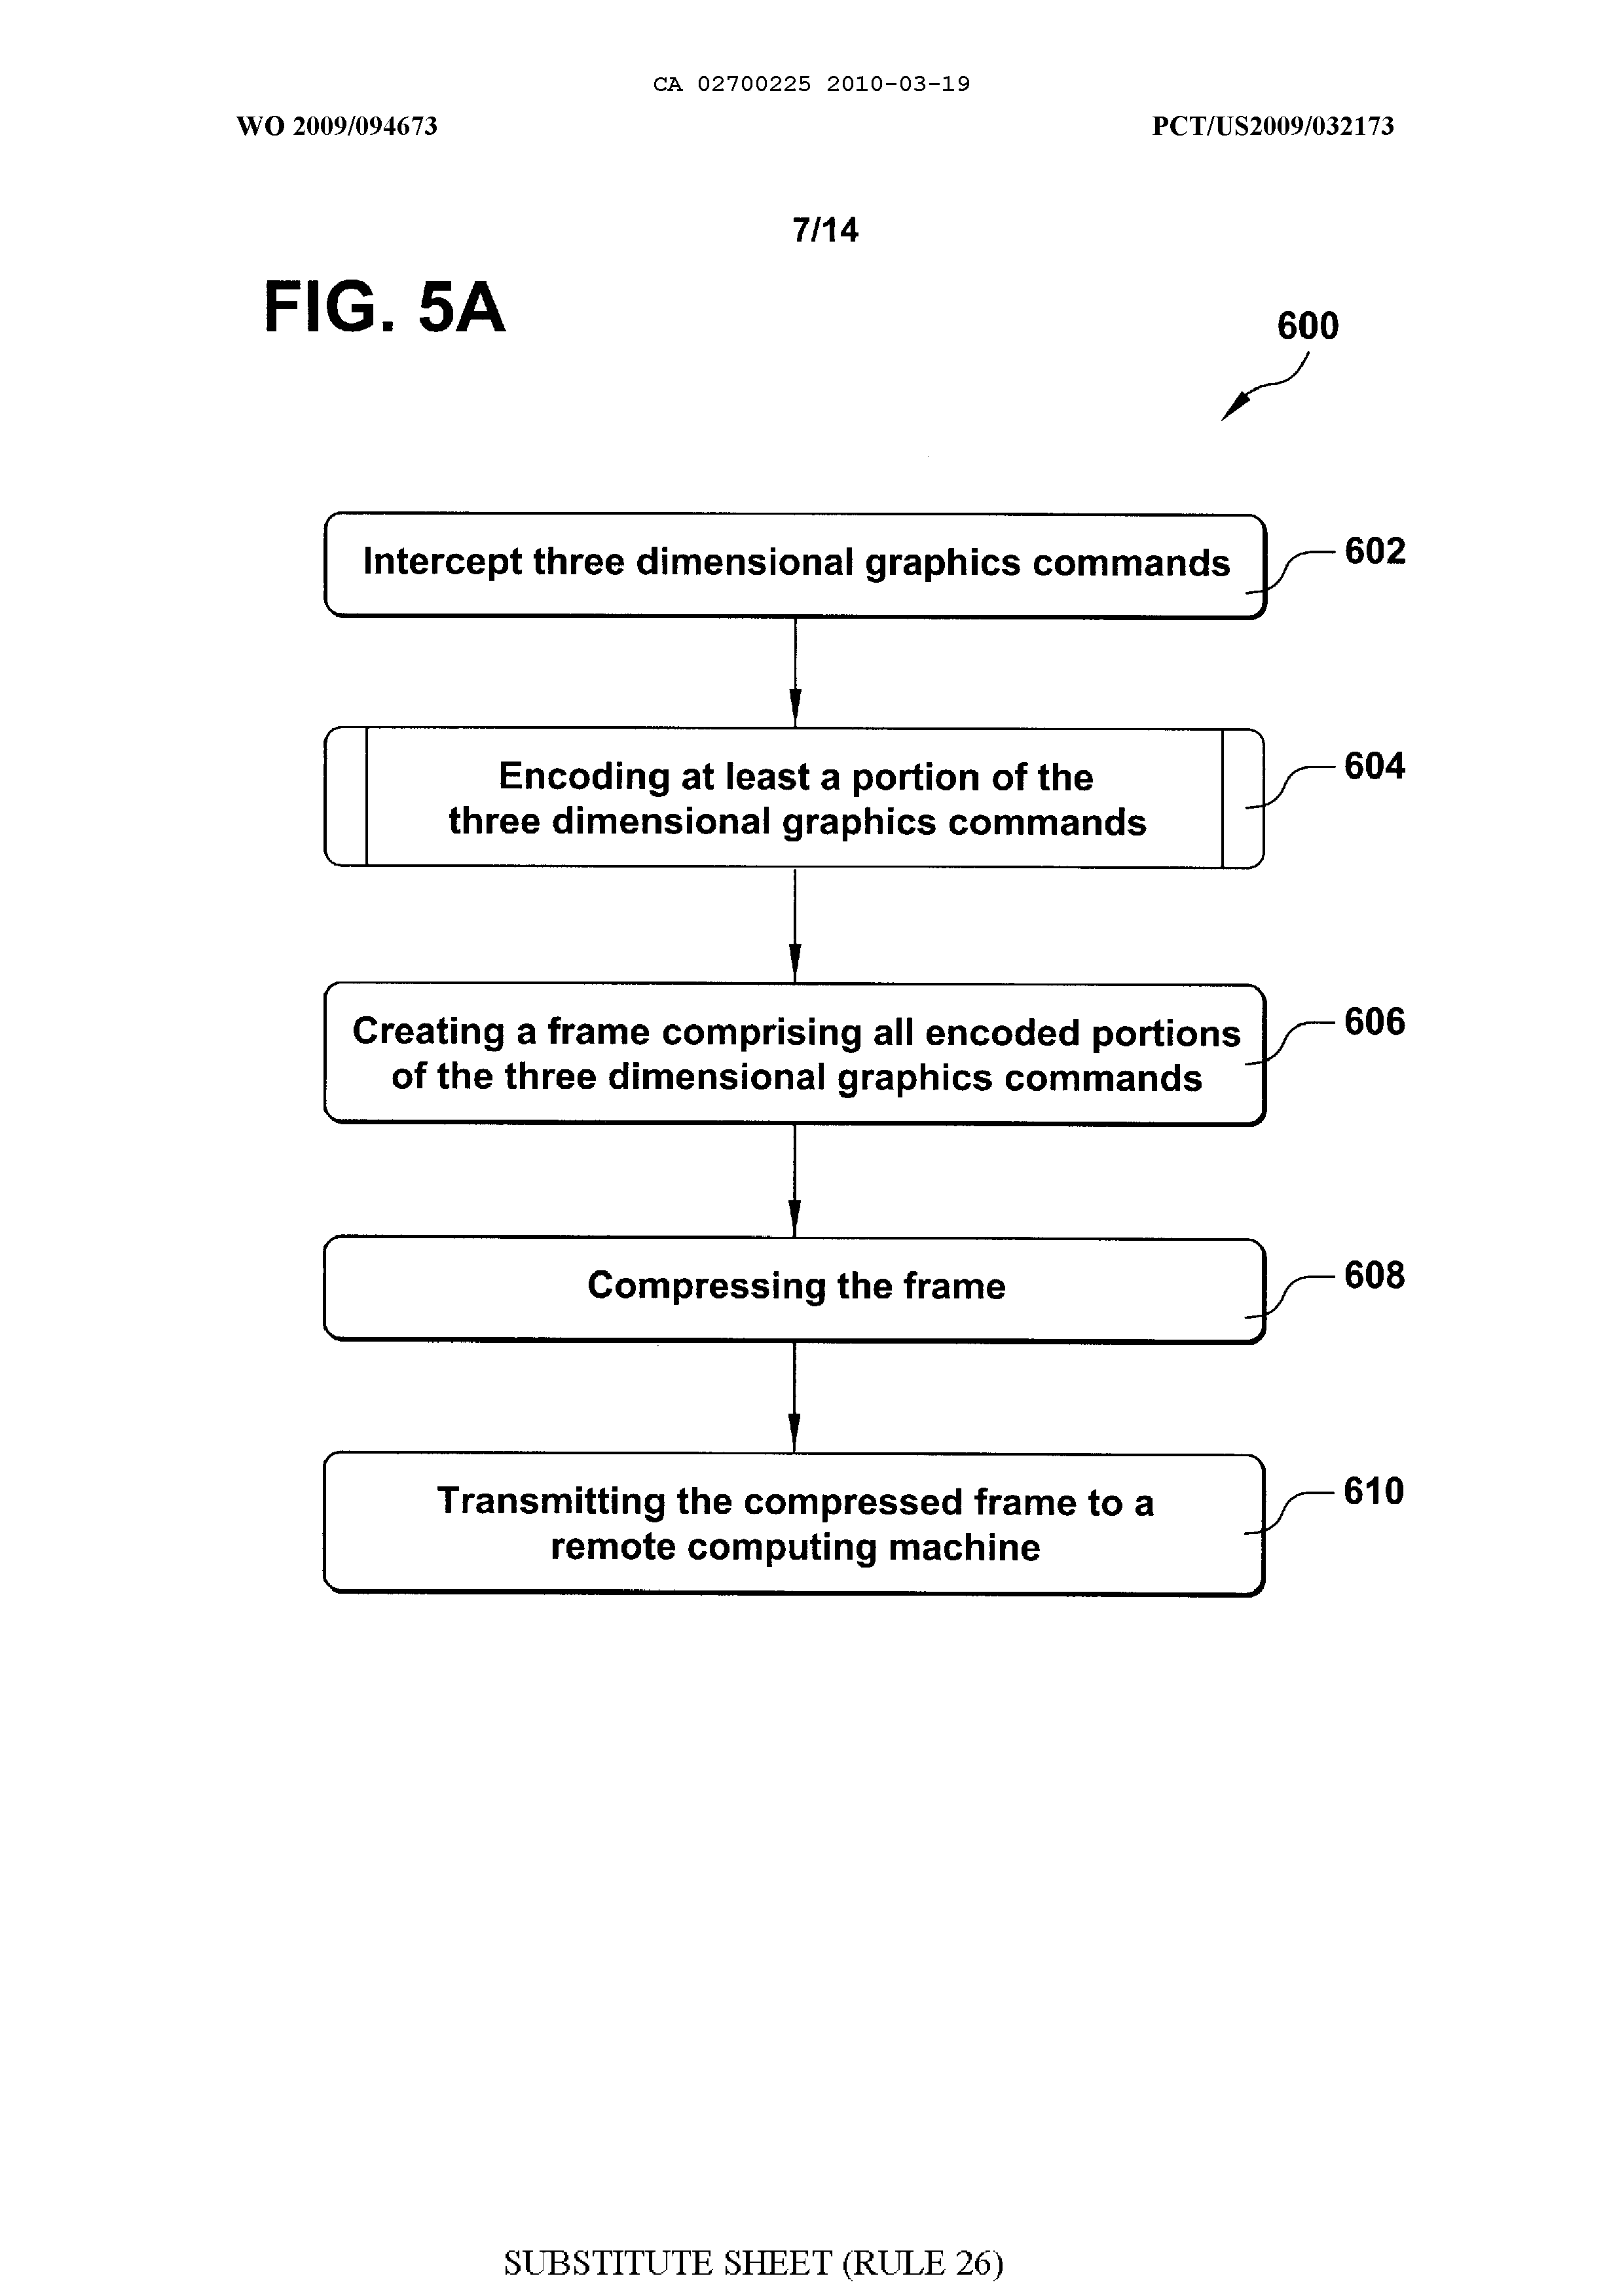 CA 02700225 2010-03-19
WO 2009/094673
PCT/US2009/032173
7/14
FIG. 5A
600
Intercept three dimensional graphics commands
602
Encoding at least a portion of the
three dimensional graphics commands
604
Creating a frame comprising all encoded portions
of the three dimensional graphics commands
606
Compressing the frame
608
Transmitting the compressed frame to a
remote computing machine
610
SUBSTITUTE SHEET (RULE 26)